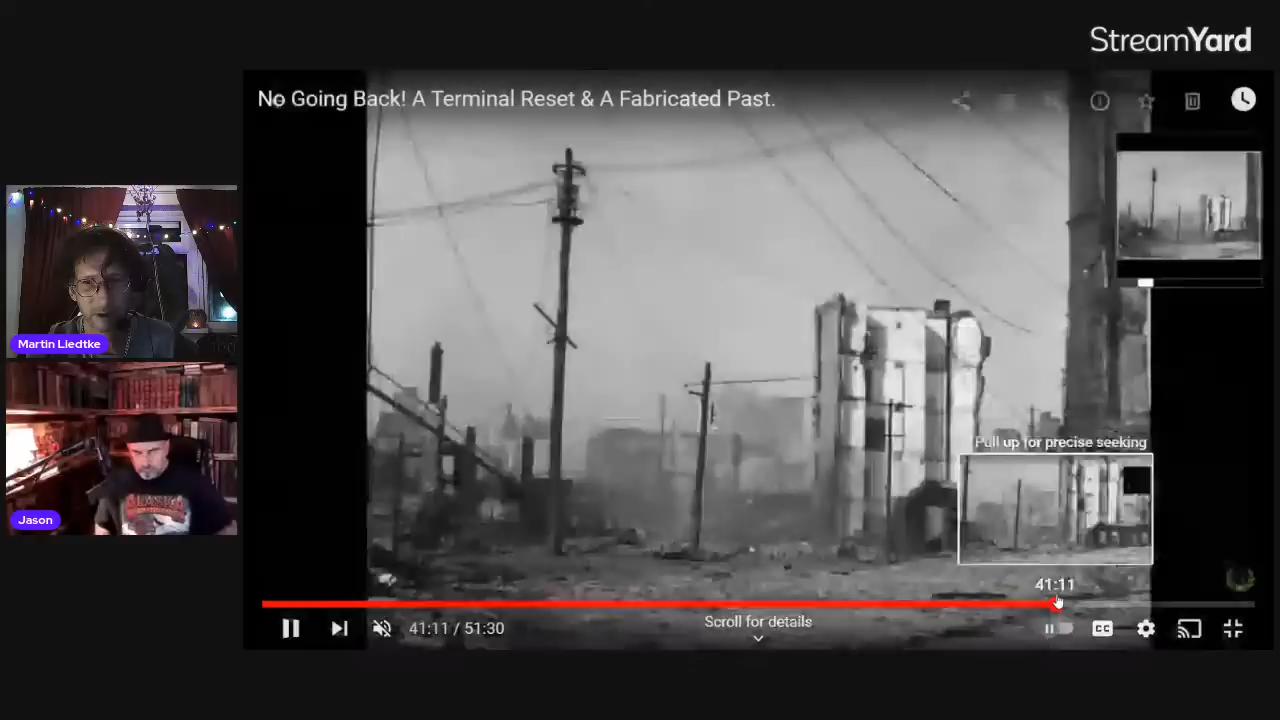 StreamYard
No Going Back! A Terminal Reset & A Fabricated Past.
Martin Liedtke
Jason
Pull up for precise seeking
41:11
41:11 / 51:30
Scroll for details
CC